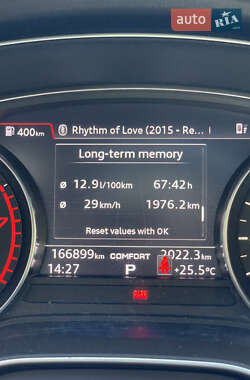 auto RIA.com
400km
Rhythm of Love (2015 - Re...
Long-term memory
Ø 12.9l/100km 67:42h
Ø 29km/h 1976.2km
Reset values with OK
166899km COMFORT 2022.3km
14:27 P +25.5°C